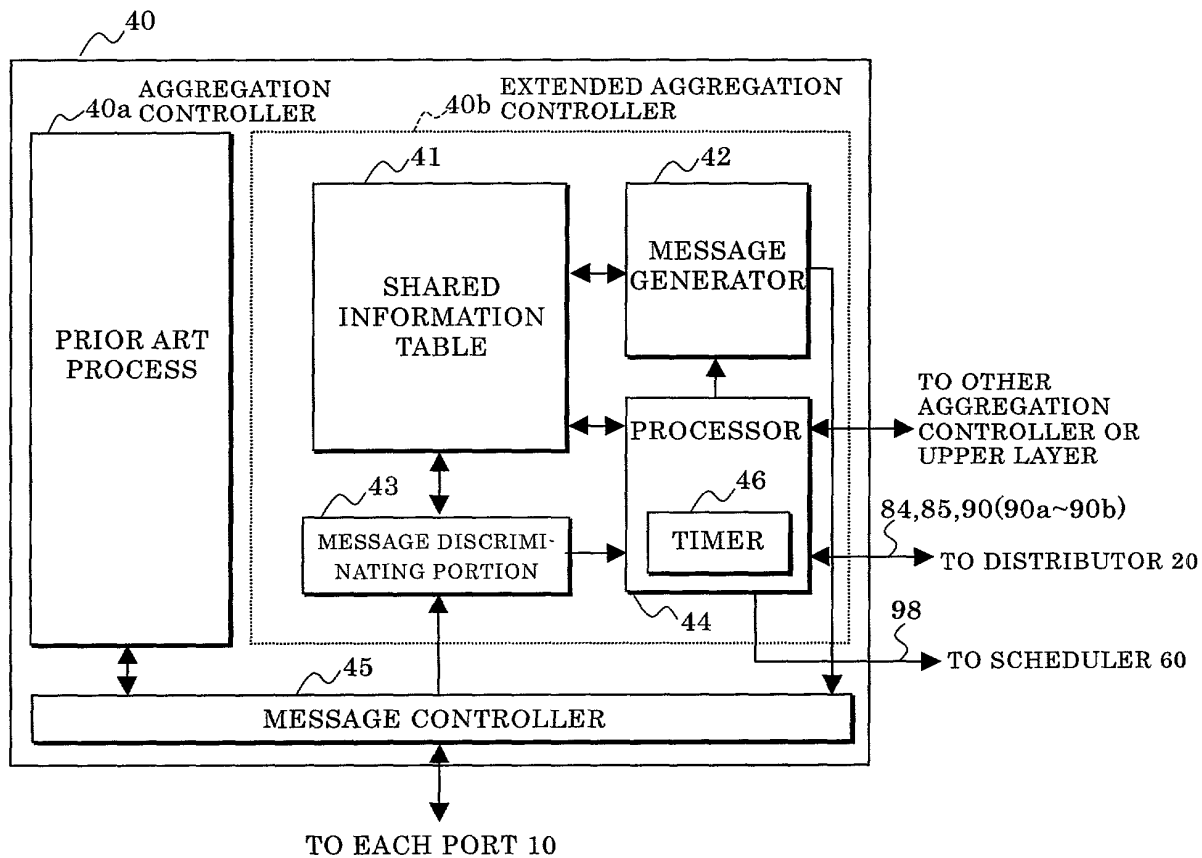 40
AGGREGATION
CONTROLLER
40a
EXTENDED AGGREGATION
CONTROLLER
40b
41
42
SHARED
INFORMATION
TABLE
MESSAGE
GENERATOR
PRIOR ART
PROCESS
PROCESSOR
TO OTHER
AGGREGATION
CONTROLLER OR
UPPER LAYER
43
46
MESSAGE DISCRIMI-
NATING PORTION
TIMER
84,85,90(90a~90b)
TO DISTRIBUTOR 20
44
98
TO SCHEDULER 60
45
MESSAGE CONTROLLER
TO EACH PORT 10